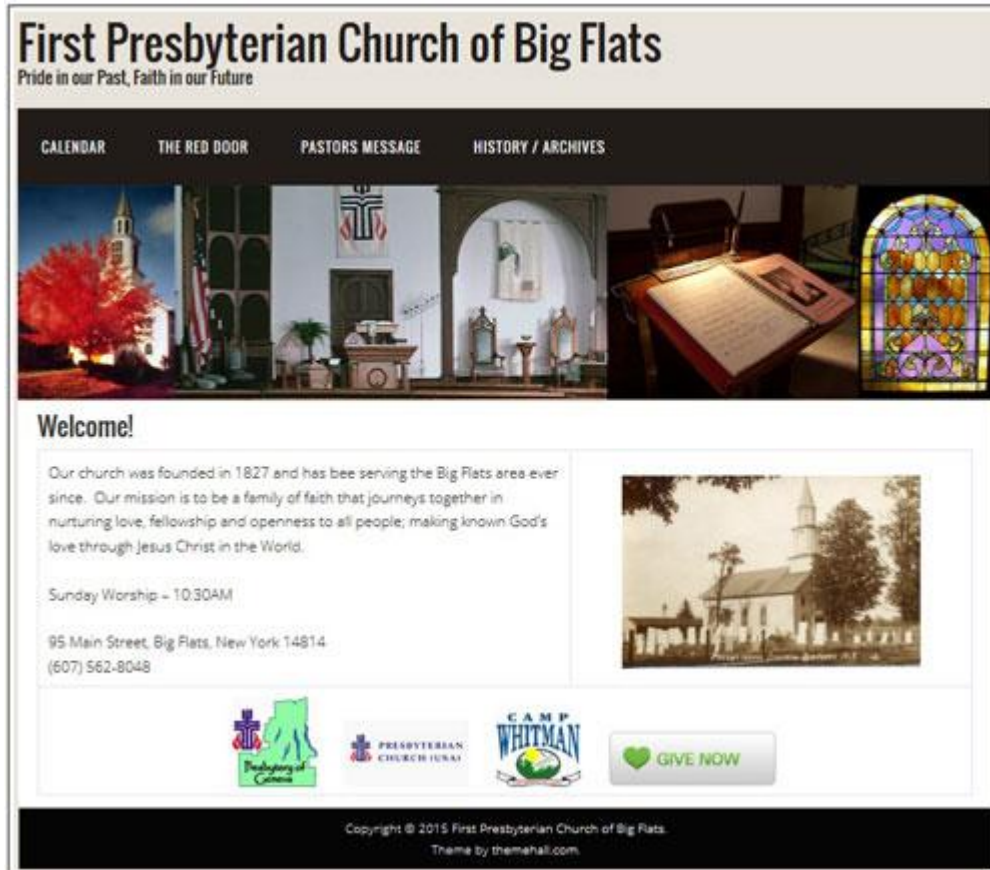 First Presbyterian Church of Big Flats
Pride in our Past, Faith in our Future
CALENDAR THE RED DOOR PASTORS MESSAGE HISTORY / ARCHIVES
Welcome!
Our church was founded in 1827 and has bee serving the Big Flats area ever
since. Our mission is to be a family of faith that journeys together in
nurturing love, fellowship and openness to all people; making known God's
love through Jesus Christ in the World.
Sunday Worship – 10:30AM
95 Main Street, Big Flats, New York 14814
(607) 562-8048
Presbytery of
Genesis
PRESBYTERIAN
CHURCH (USA)
CAMP
WHITMAN
GIVE NOW
Copyright © 2015 First Presbyterian Church of Big Flats.
Theme by themehall.com